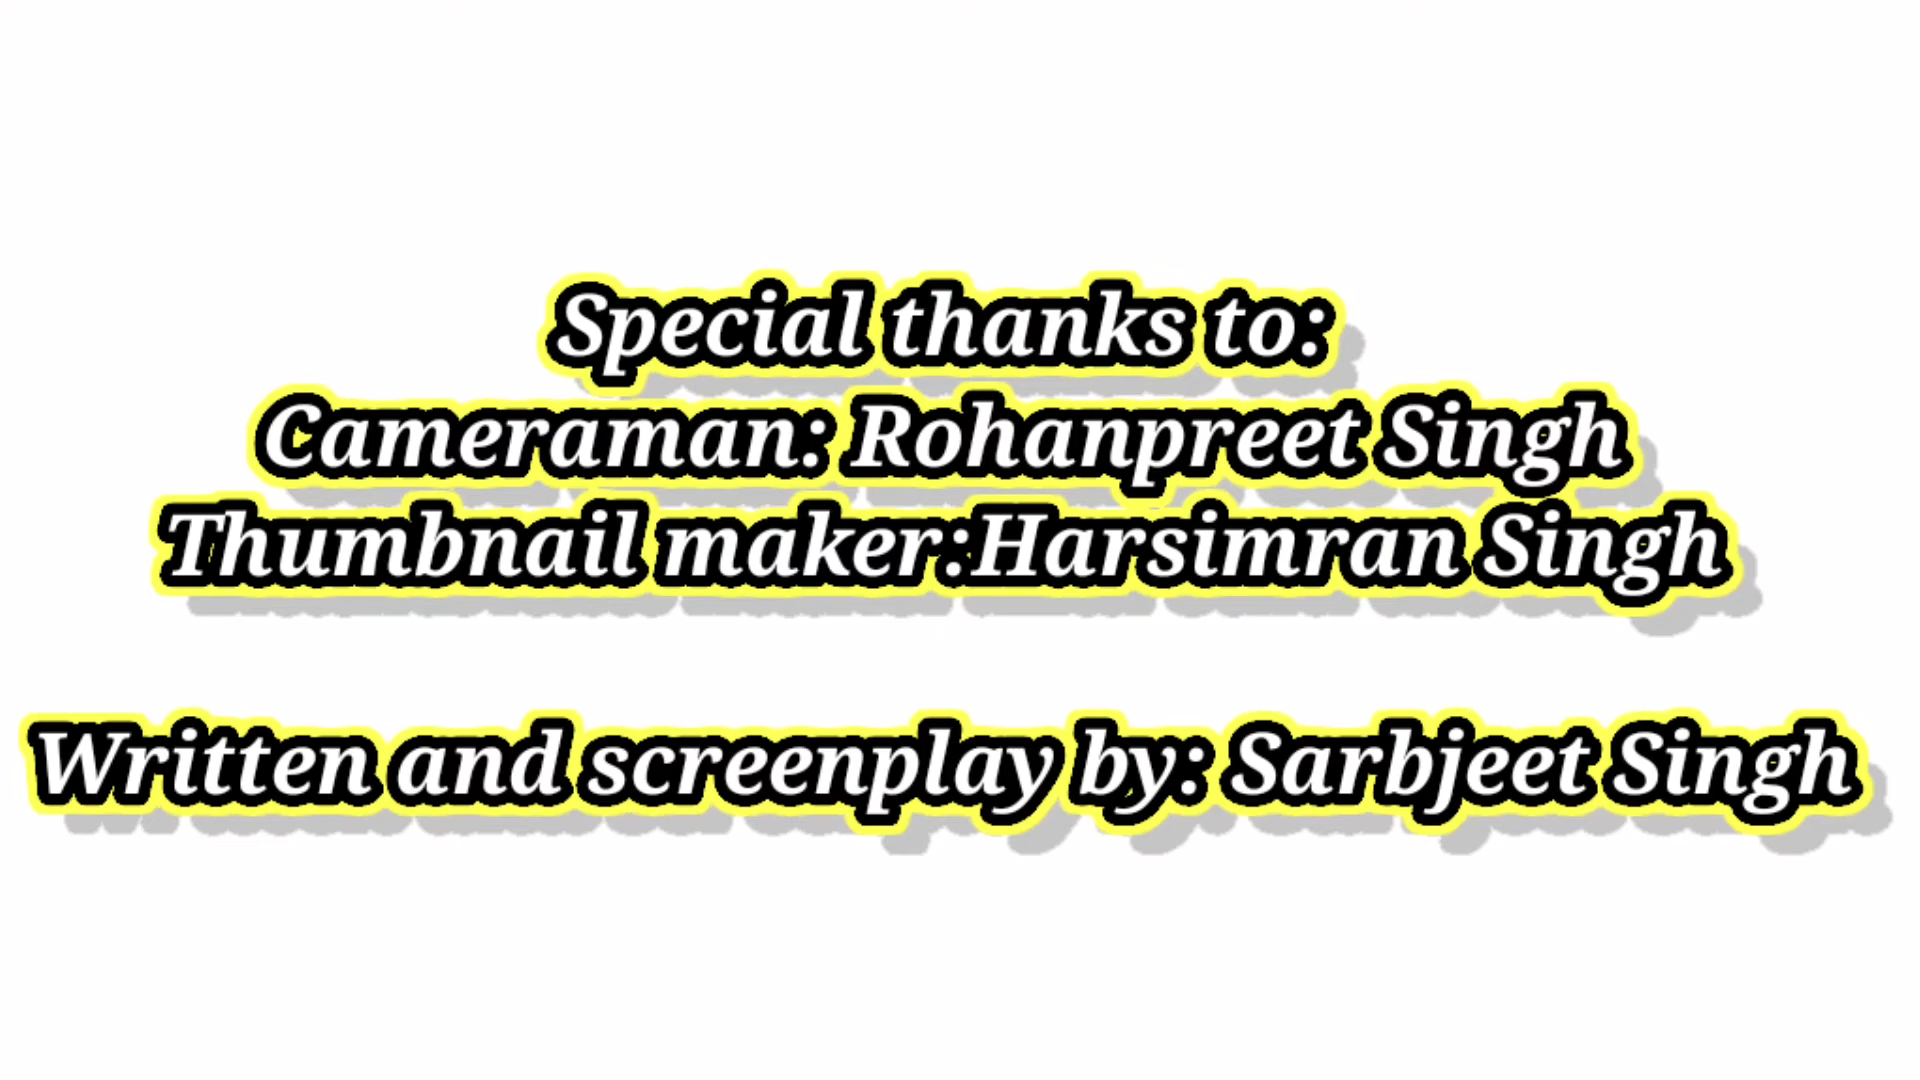 Special thanks to:
Cameraman: Rohanpreet Singh
Thumbnail maker:Harsimran Singh
Written and screenplay by: Sarbjeet Singh